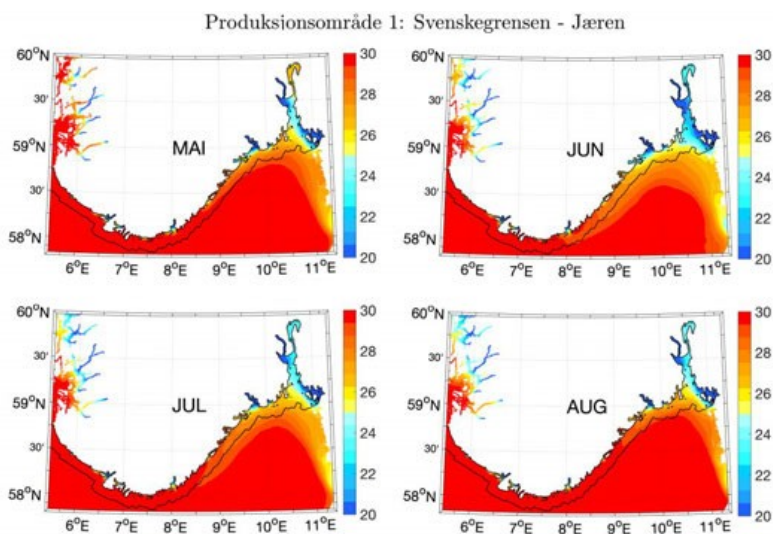 Produksjonsområde 1: Svenskegrensen - Jæren
60°N
30'
59°N
30'
58°N
MAI
6°E 7°E 8°E 9°E 10°E 11°E
30
28
26
24
22
20
60°N
30'
59°N
30'
58°N
JUN
6°E 7°E 8°E 9°E 10°E 11°E
30
28
26
24
22
20
60°N
30'
59°N
30'
58°N
JUL
6°E 7°E 8°E 9°E 10°E 11°E
30
28
26
24
22
20
60°N
30'
59°N
30'
58°N
AUG
6°E 7°E 8°E 9°E 10°E 11°E
30
28
26
24
22
20